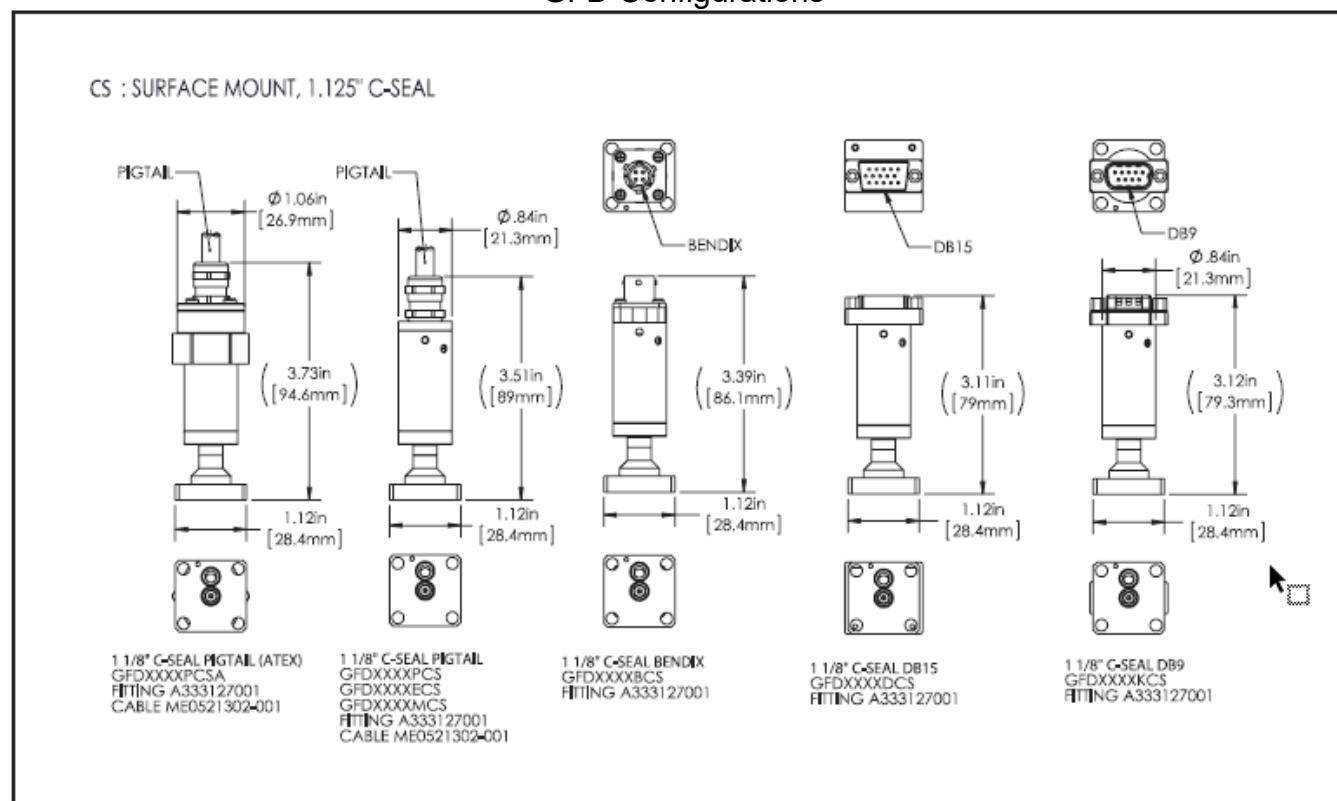 CS : SURFACE MOUNT, 1.125" C-SEAL
PIGTAIL
Ø1.06in
[26.9mm]
3.73in
[94.6mm]
1.12in
[28.4mm]
1 1/8" C-SEAL PIGTAIL (ATEX)
GFDXXXXPCSA
FITTING A333127001
CABLE ME0521302-001
PIGTAIL
Ø.84in
[21.3mm]
3.51in
[89mm]
1.12in
[28.4mm]
1 1/8" C-SEAL PIGTAIL
GFDXXXXPCS
GFDXXXXECS
GFDXXXXMCS
FITTING A333127001
CABLE ME0521302-001
BENDIX
3.39in
[86.1mm]
1.12in
[28.4mm]
1 1/8" C-SEAL BENDIX
GFDXXXXBCS
FITTING A333127001
DB15
3.11in
[79mm]
1.12in
[28.4mm]
1 1/8" C-SEAL DB15
GFDXXXXDCS
FITTING A333127001
DB9
Ø.84in
[21.3mm]
3.12in
[79.3mm]
1.12in
[28.4mm]
1 1/8" C-SEAL DB9
GFDXXXXKCS
FITTING A333127001